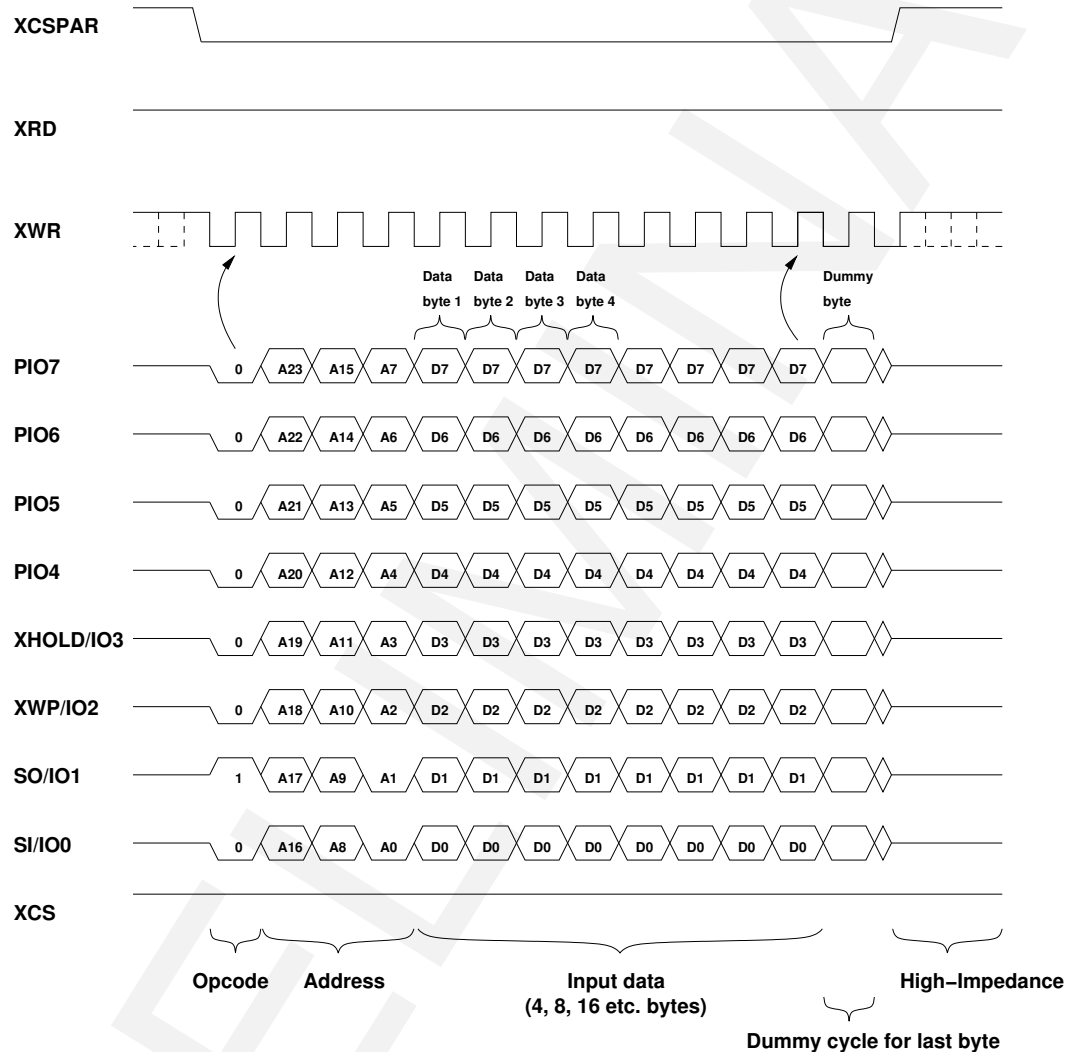 XCSPAR
XRD
XWR
Data Data Data Data Dummy
byte 1 byte 2 byte 3 byte 4 byte
PIO7 0 A23 A15 A7 D7 D7 D7 D7 D7 D7 D7 D7
PIO6 0 A22 A14 A6 D6 D6 D6 D6 D6 D6 D6 D6
PIO5 0 A21 A13 A5 D5 D5 D5 D5 D5 D5 D5 D5
PIO4 0 A20 A12 A4 D4 D4 D4 D4 D4 D4 D4 D4
XHOLD/IO3 0 A19 A11 A3 D3 D3 D3 D3 D3 D3 D3 D3
XWP/IO2 0 A18 A10 A2 D2 D2 D2 D2 D2 D2 D2 D2
SO/IO1 1 A17 A9 A1 D1 D1 D1 D1 D1 D1 D1 D1
SI/IO0 0 A16 A8 A0 D0 D0 D0 D0 D0 D0 D0 D0
XCS
Opcode Address Input data High−Impedance
(4, 8, 16 etc. bytes)
Dummy cycle for last byte